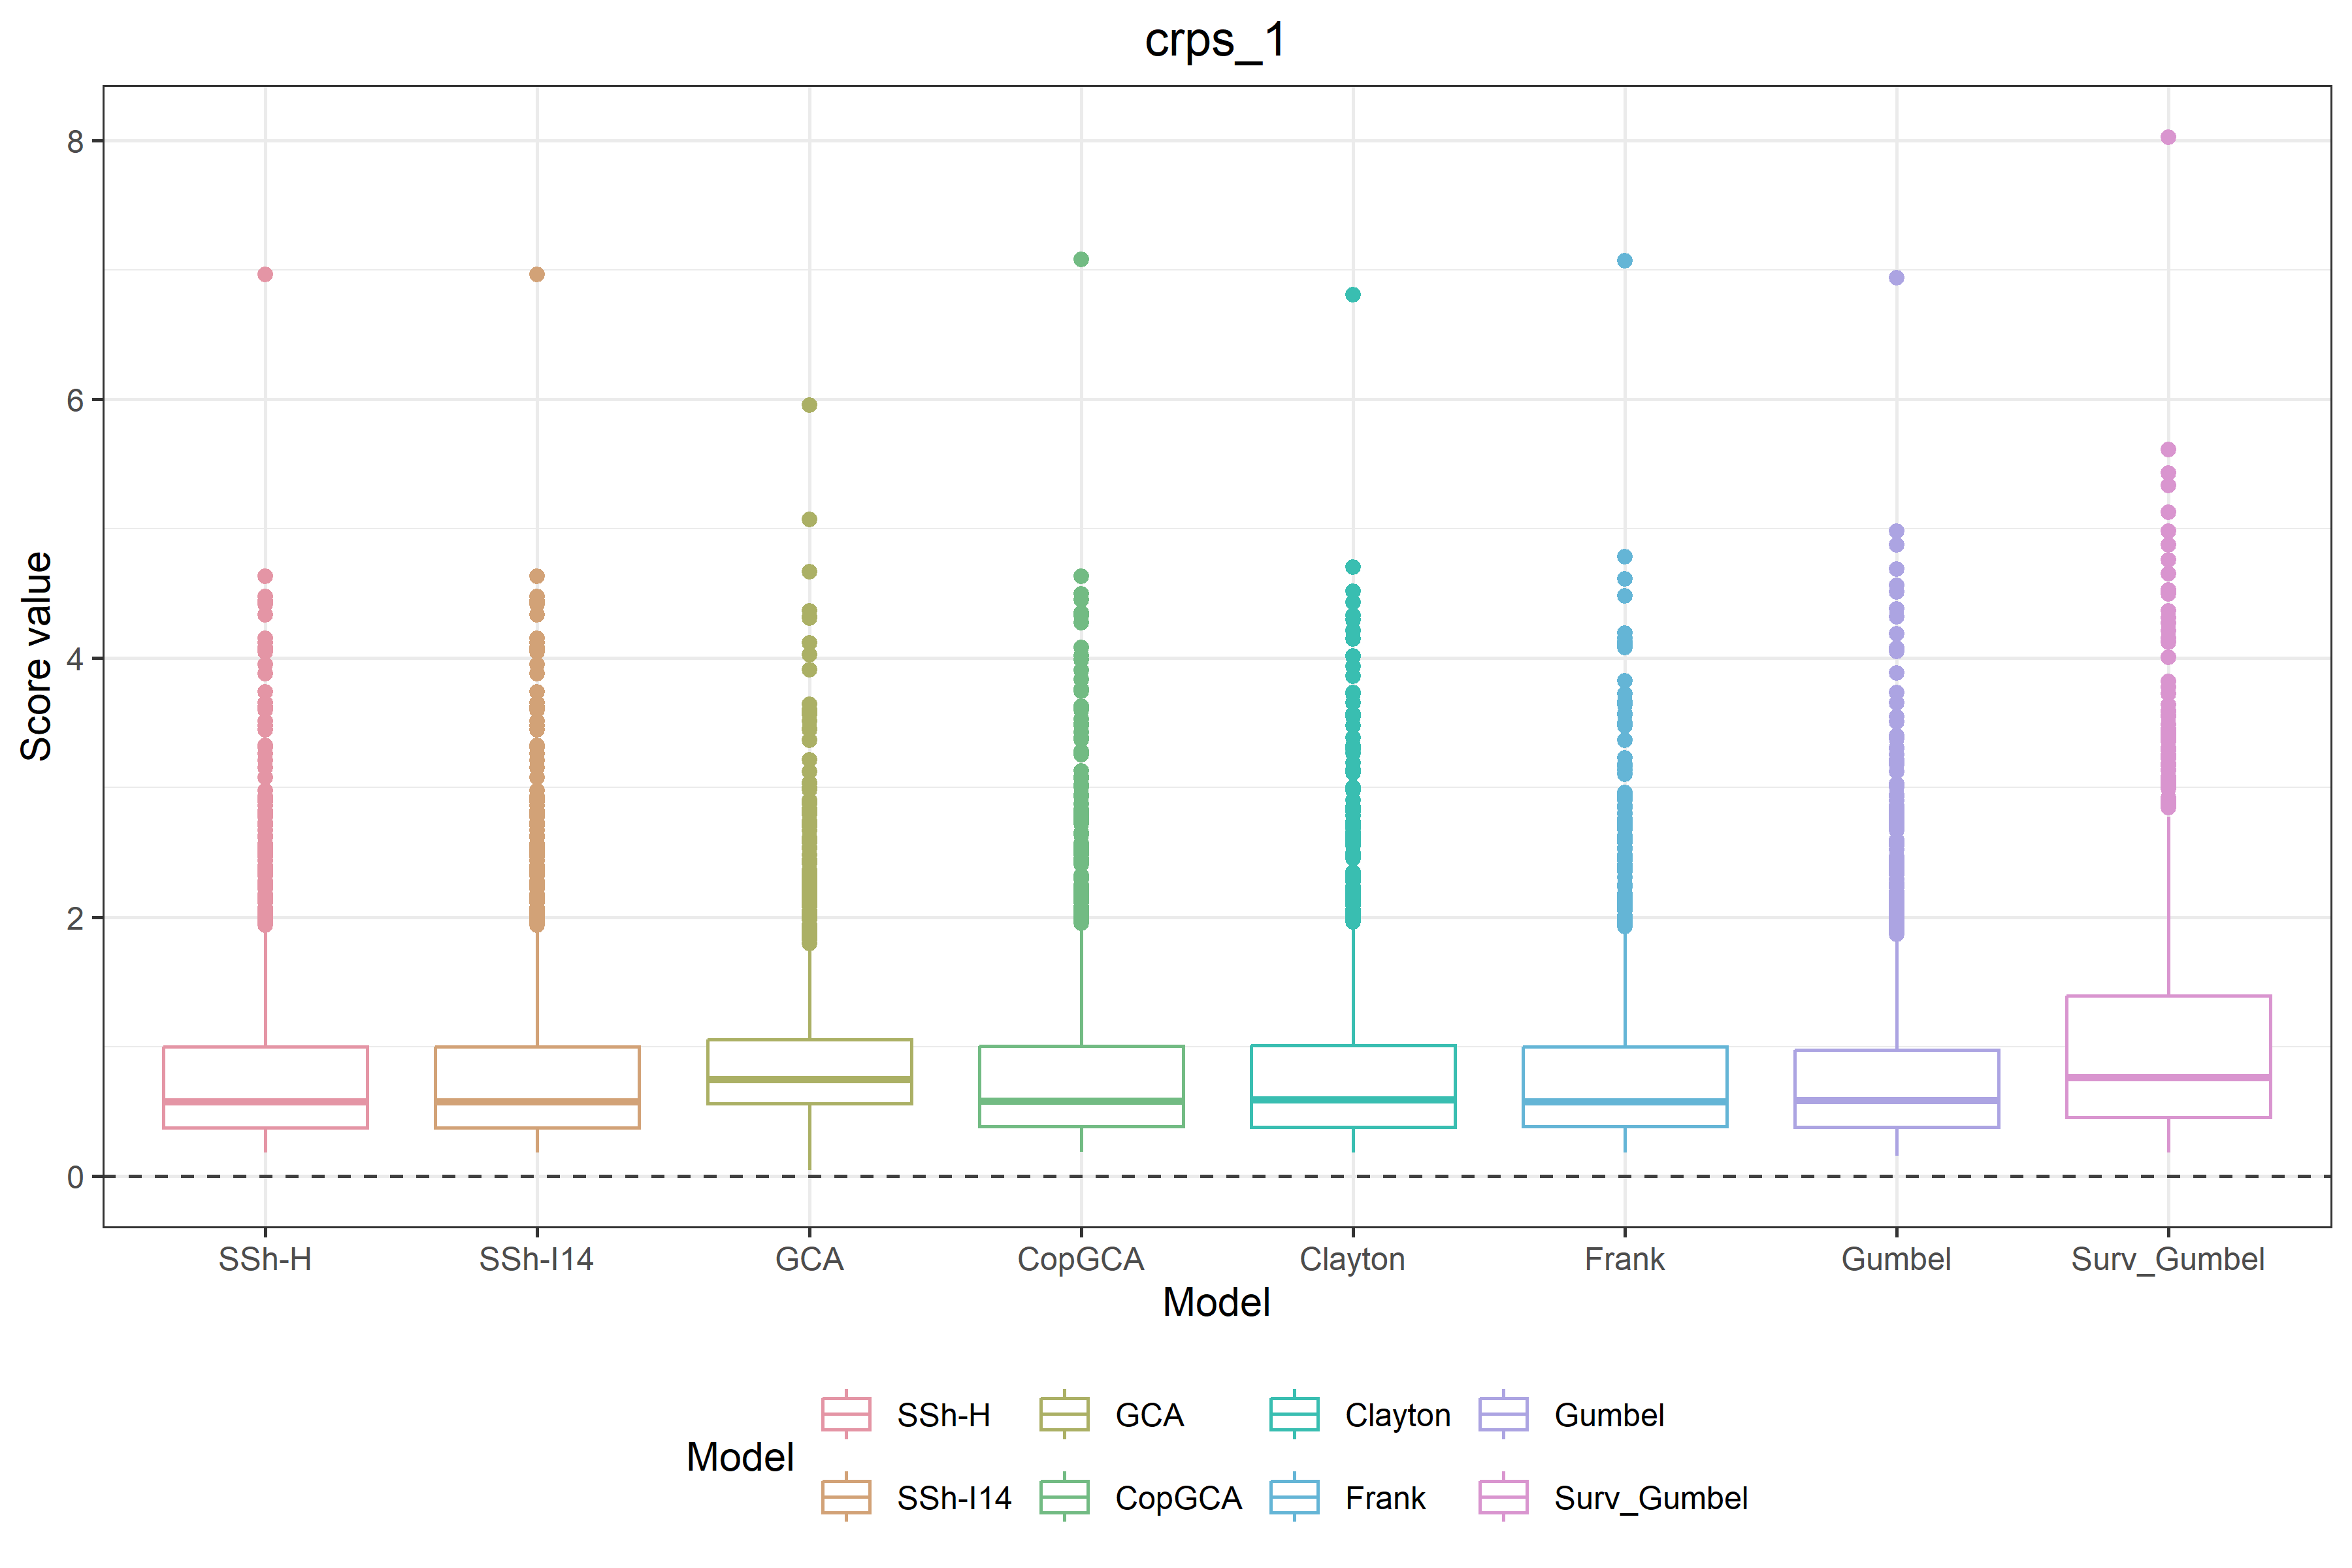 crps_1
8
6
4
2
0
Score value
SSh-H SSh-I14 GCA CopGCA Clayton Frank Gumbel Surv_Gumbel
Model
Model
SSh-H GCA Clayton Gumbel
SSh-I14 CopGCA Frank Surv_Gumbel